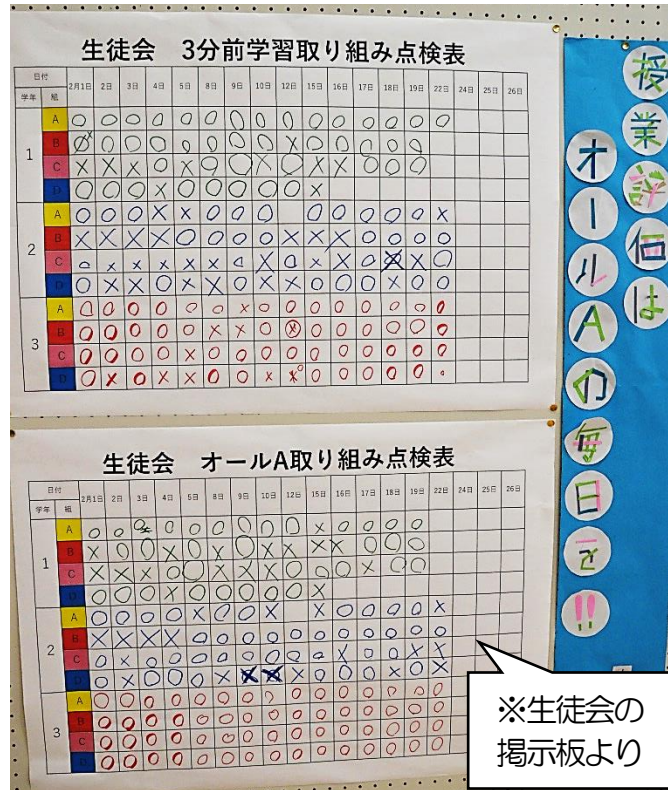 生徒会 3分前学習取り組み点検表
日付 2月1日 2日 3日 4日 5日 8日 9日 10日 12日 15日 16日 17日 18日 19日 22日 24日 25日 26日
学年 組
1
A
B
C
D
2
A
B
C
D
3
A
B
C
D
生徒会 オールA取り組み点検表
日付 2月1日 2日 3日 4日 5日 8日 9日 10日 12日 15日 16日 17日 18日 19日 22日 24日 25日 26日
学年 組
1
A
B
C
D
2
A
B
C
D
3
A
B
C
D
授業評価は
オールAの毎日を!!
※生徒会の
掲示板より